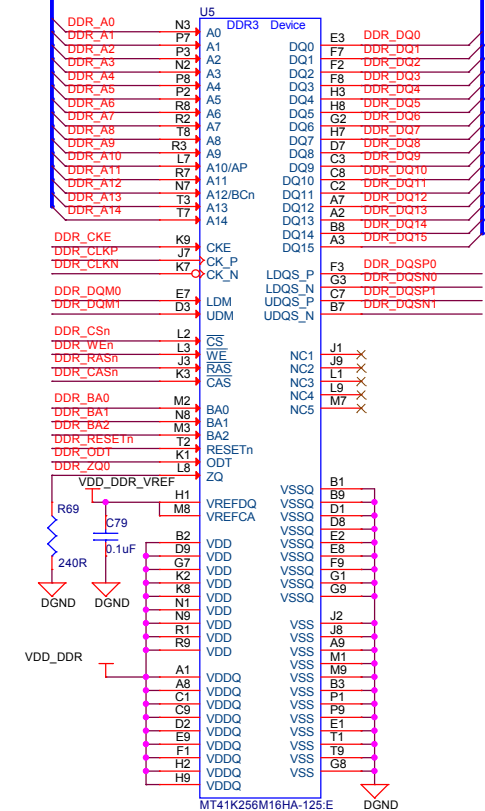 U5
DDR3 Device
DDR_A0 N3 A0
DDR_A1 P7 A1
DDR_A2 P3 A2
DDR_A3 N2 A3
DDR_A4 P8 A4
DDR_A5 P2 A5
DDR_A6 R8 A6
DDR_A7 R2 A7
DDR_A8 T8 A8
DDR_A9 R3 A9
DDR_A10 L7 A10/AP
DDR_A11 R7 A11
DDR_A12 N7 A12/BCn
DDR_A13 T3 A13
DDR_A14 T7 A14
DQ0 E3 DDR_DQ0
DQ1 F7 DDR_DQ1
DQ2 F2 DDR_DQ2
DQ3 F8 DDR_DQ3
DQ4 H3 DDR_DQ4
DQ5 H8 DDR_DQ5
DQ6 G2 DDR_DQ6
DQ7 H7 DDR_DQ7
DQ8 D7 DDR_DQ8
DQ9 C3 DDR_DQ9
DQ10 C8 DDR_DQ10
DQ11 C2 DDR_DQ11
DQ12 A7 DDR_DQ12
DQ13 A2 DDR_DQ13
DQ14 B8 DDR_DQ14
DQ15 A3 DDR_DQ15
DDR_CKE K9 CKE
DDR_CLKP J7 CK_P
DDR_CLKN K7 CK_N
LDQS_P F3 DDR_DQSP0
LDQS_N G3 DDR_DQSN0
UDQS_P C7 DDR_DQSP1
UDQS_N B7 DDR_DQSN1
DDR_DQM0 E7 LDM
DDR_DQM1 D3 UDM
DDR_CSn L2 CS
DDR_WEn L3 WE
DDR_RASn J3 RAS
DDR_CASn K3 CAS
NC1 J1
NC2 J9
NC3 L1
NC4 L9
NC5 M7
DDR_BA0 M2 BA0
DDR_BA1 N8 BA1
DDR_BA2 M3 BA2
DDR_RESETn T2 RESETn
DDR_ODT K1 ODT
DDR_ZQ0 L8 ZQ
VDD_DDR_VREF
H1 VREFDQ
M8 VREFCA
R69
240R
DGND
C79
0.1uF
DGND
B2 VDD
D9 VDD
G7 VDD
K2 VDD
K8 VDD
N1 VDD
N9 VDD
R1 VDD
R9 VDD
VDD_DDR
A1 VDDQ
A8 VDDQ
C1 VDDQ
C9 VDDQ
D2 VDDQ
E9 VDDQ
F1 VDDQ
H2 VDDQ
H9 VDDQ
VSSQ B1
VSSQ B9
VSSQ D1
VSSQ D8
VSSQ E2
VSSQ E8
VSSQ F9
VSSQ G1
VSSQ G9
VSS J2
VSS J8
VSS A9
VSS M1
VSS M9
VSS B3
VSS P1
VSS P9
VSS E1
VSS T1
VSS T9
VSS G8
DGND
MT41K256M16HA-125:E